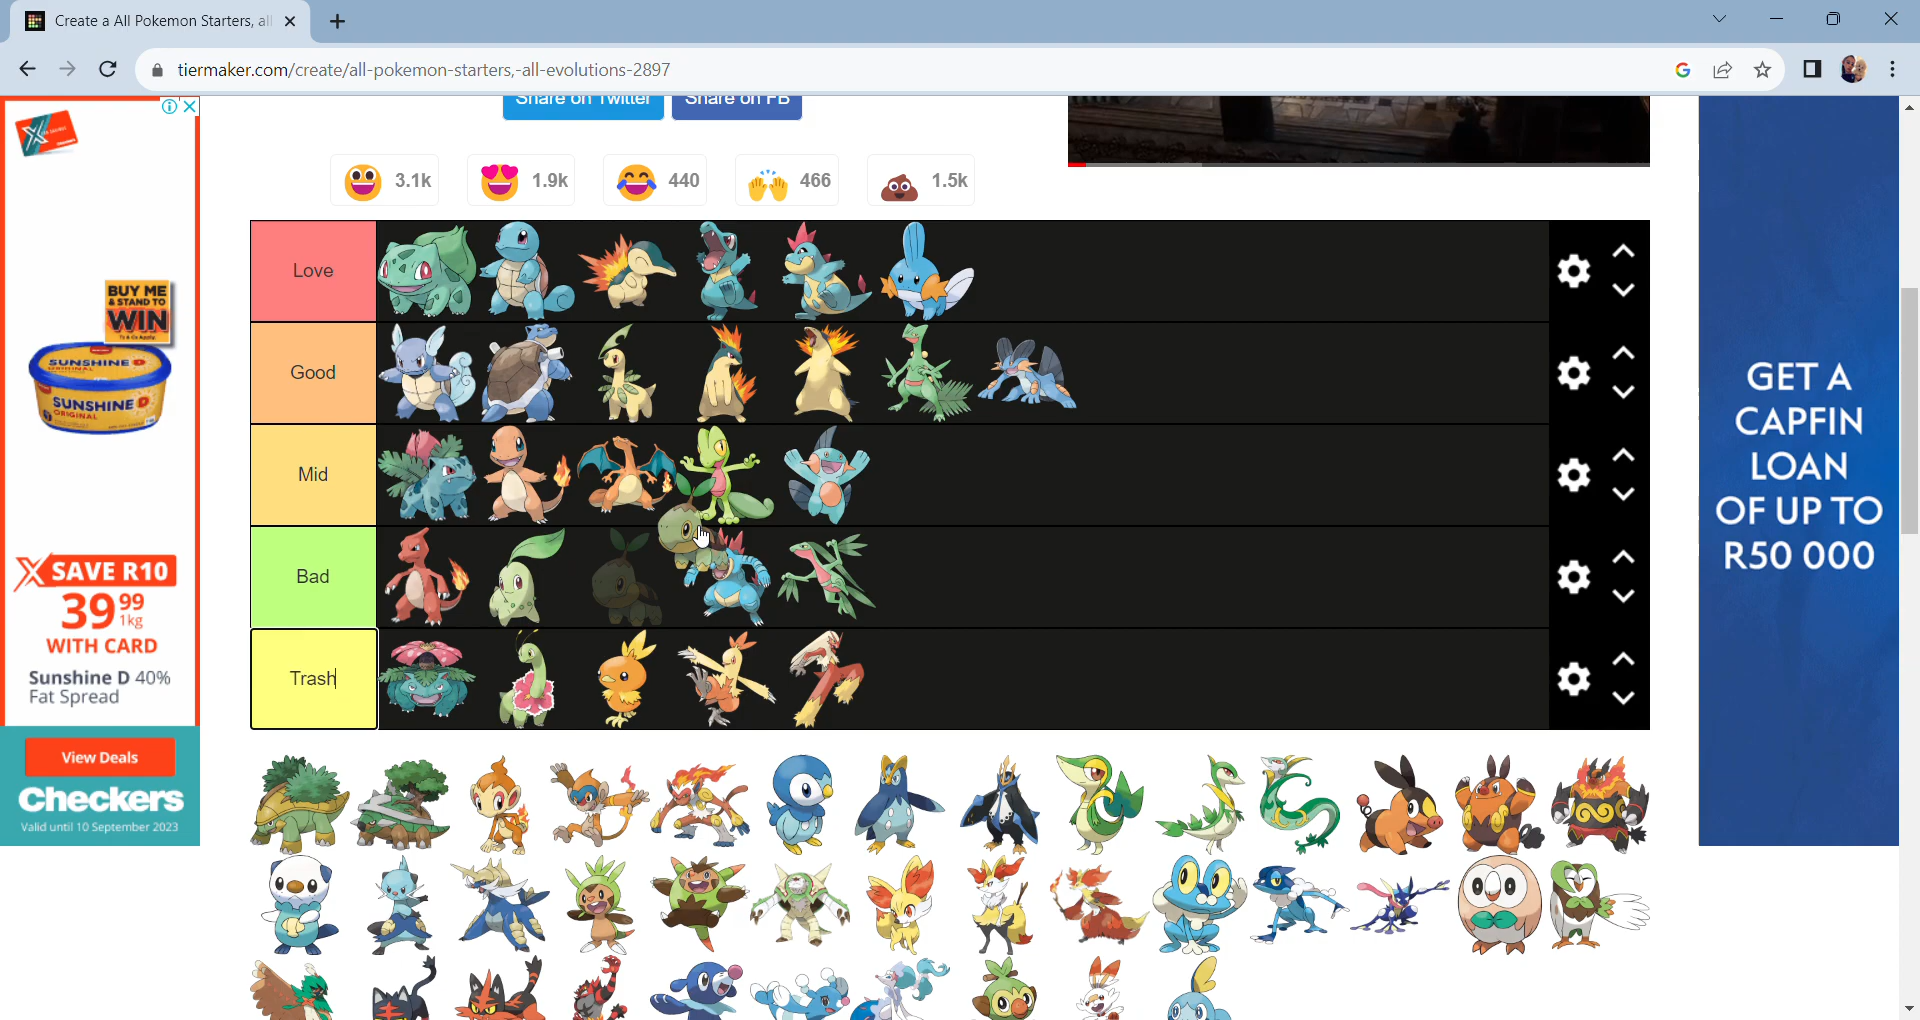 Create a All Pokemon Starters, all
tiermaker.com/create/all-pokemon-starters,-all-evolutions-2897
Share on Twitter
Share on FB
3.1k
1.9k
440
466
1.5k
Love
Good
Mid
Bad
Trash
BUY ME
& STAND TO
WIN
SUNSHINE D
ORIGINAL
SUNSHINE D
ORIGINAL
X SAVE R10
39 99
1kg
WITH CARD
Sunshine D 40%
Fat Spread
View Deals
Checkers
Valid until 10 September 2023
GET A
CAPFIN
LOAN
OF UP TO
R50 000